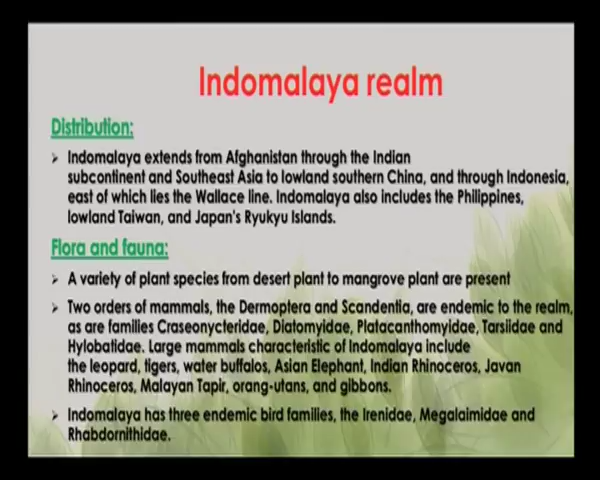 Indomalaya realm
Distribution:
➢ Indomalaya extends from Afghanistan through the Indian
subcontinent and Southeast Asia to lowland southern China, and through Indonesia,
east of which lies the Wallace line. Indomalaya also includes the Philippines,
lowland Taiwan, and Japan's Ryukyu Islands.
Flora and fauna:
➢ A variety of plant species from desert plant to mangrove plant are present
➢ Two orders of mammals, the Dermoptera and Scandentia, are endemic to the realm,
as are families Craseonycteridae, Diatomyidae, Platacanthomyidae, Tarsiidae and
Hylobatidae. Large mammals characteristic of Indomalaya include
the leopard, tigers, water buffalos, Asian Elephant, Indian Rhinoceros, Javan
Rhinoceros, Malayan Tapir, orang-utans, and gibbons.
➢ Indomalaya has three endemic bird families, the Irenidae, Megalaimidae and
Rhabdornithidae.